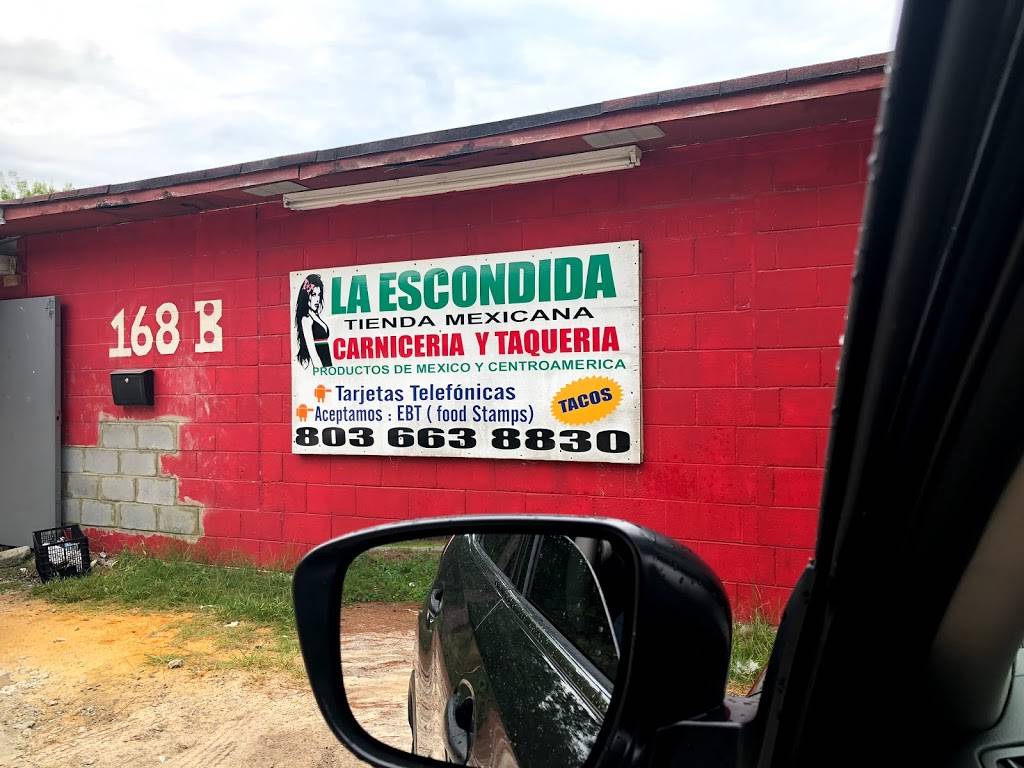 168 B
LA ESCONDIDA
TIENDA MEXICANA
CARNICERIA Y TAQUERIA
PRODUCTOS DE MEXICO Y CENTROAMERICA
Tarjetas Telefónicas
Aceptamos : EBT ( food Stamps)
TACOS
803 663 8830